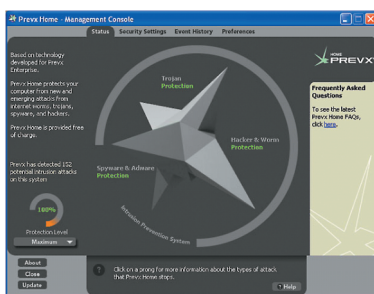 Prevx Home - Management Console
Status Security Settings Event History Preferences
Based on technology
developed for Prevx
Enterprise.
Prevx Home protects your
computer from new and
emerging attacks from
internet worms, trojans,
spyware, and hackers.
Prevx Home is provided free
of charge.
Prevx has detected 152
potential intrusion attacks
on this system
100%
Protection Level
Maximum
About
Close
Update
Trojan
Protection
Hacker & Worm
Protection
Spyware & Adware
Protection
Intrusion Prevention System
? Click on a prong for more information about the types of attack
that Prevx Home stops.
? Help
HOME
PREVX
Frequently Asked
Questions
To see the latest
Prevx Home FAQs,
click here.